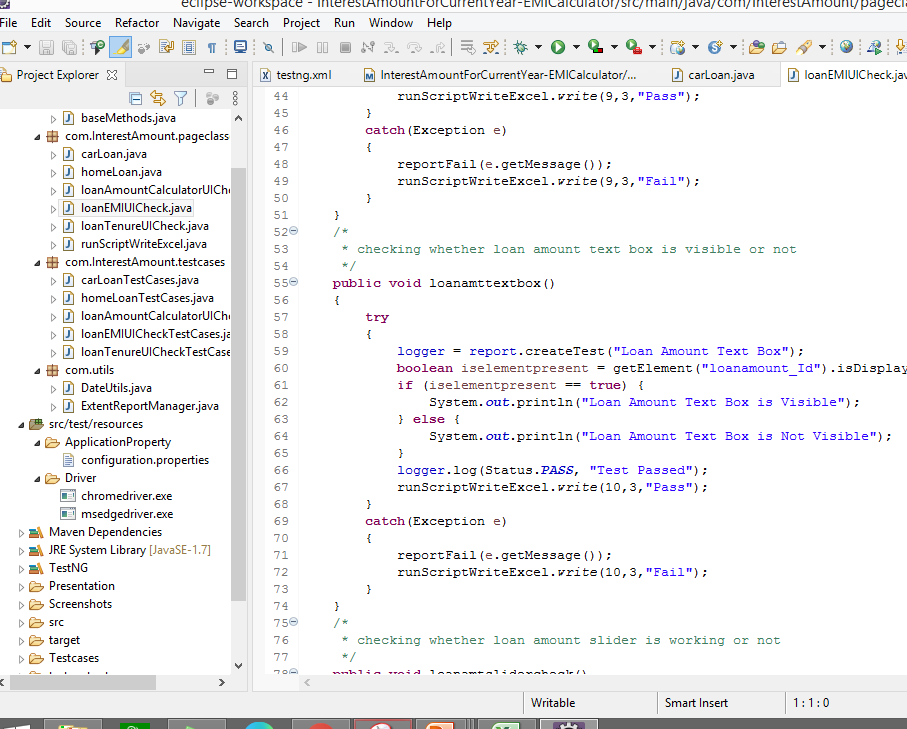 eclipse-workspace - InterestAmountForCurrentYear-EMICalculator/src/main/java/com/InterestAmount/pagecla
File Edit Source Refactor Navigate Search Project Run Window Help
Project Explorer
testng.xml
InterestAmountForCurrentYear-EMICalculator/...
carLoan.java
loanEMIUICheck.jav
baseMethods.java
com.InterestAmount.pageclass
carLoan.java
homeLoan.java
loanAmountCalculatorUIChe
loanEMIUICheck.java
loanTenureUICheck.java
runScriptWriteExcel.java
com.InterestAmount.testcases
carLoanTestCases.java
homeLoanTestCases.java
loanAmountCalculatorUIChe
loanEMIUICheckTestCases.ja
loanTenureUICheckTestCase
com.utils
DateUtils.java
ExtentReportManager.java
src/test/resources
ApplicationProperty
configuration.properties
Driver
chromedriver.exe
msedgedriver.exe
Maven Dependencies
JRE System Library [JavaSE-1.7]
TestNG
Presentation
Screenshots
src
target
Testcases
44 runScriptWriteExcel.write(9,3,"Pass");
45 }
46 catch(Exception e)
47 {
48 reportFail(e.getMessage());
49 runScriptWriteExcel.write(9,3,"Fail");
50 }
51 }
52 /*
53 * checking whether loan amount text box is visible or not
54 */
55 public void loanamttextbox()
56 {
57 try
58 {
59 logger = report.createTest("Loan Amount Text Box");
60 boolean iselementpresent = getElement("loanamount_Id").isDisplay
61 if (iselementpresent == true) {
62 System.out.println("Loan Amount Text Box is Visible");
63 } else {
64 System.out.println("Loan Amount Text Box is Not Visible");
65 }
66 logger.log(Status.PASS, "Test Passed");
67 runScriptWriteExcel.write(10,3,"Pass");
68 }
69 catch(Exception e)
70 {
71 reportFail(e.getMessage());
72 runScriptWriteExcel.write(10,3,"Fail");
73 }
74 }
75 /*
76 * checking whether loan amount slider is working or not
77 */
78 public void loanamtslidercheck()
Writable Smart Insert 1 : 1 : 0